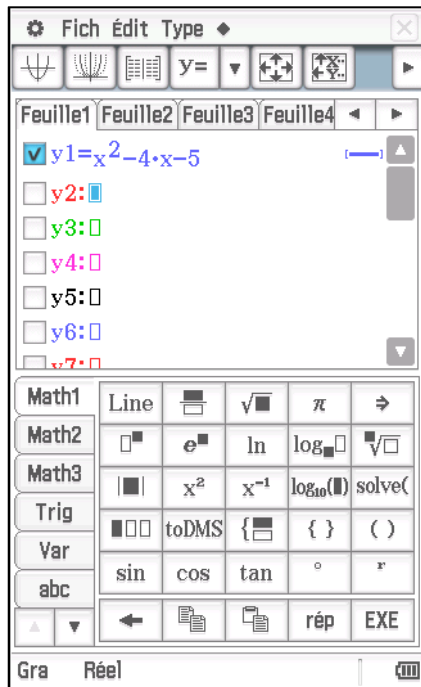 Fich Édit Type ◆
y=
Feuille1 Feuille2 Feuille3 Feuille4
y1=x²-4·x-5
y2:
y3:
y4:
y5:
y6:
y7:
Math1 Line √■ π ⇒
Math2 □■ e■ ln log■□ ■√□
Math3 |■| x² x⁻¹ log₁₀(■) solve(
Trig ■□□ toDMS { { } ( )
Var
abc sin cos tan ° r
rép EXE
Gra Réel